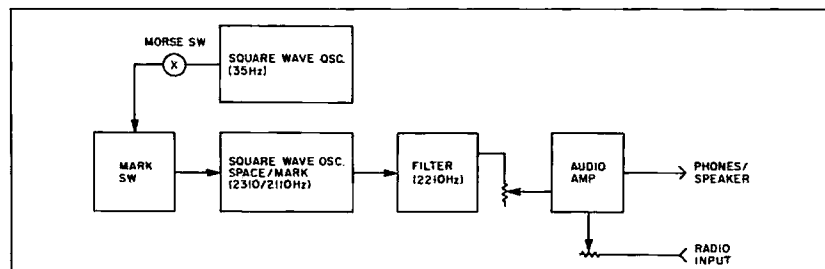 MORSE SW
X
SQUARE WAVE OSC.
(35Hz)
MARK
SW
SQUARE WAVE OSC.
SPACE/MARK
(2310/2110Hz)
FILTER
(2210Hz)
AUDIO
AMP
PHONES/
SPEAKER
RADIO
INPUT